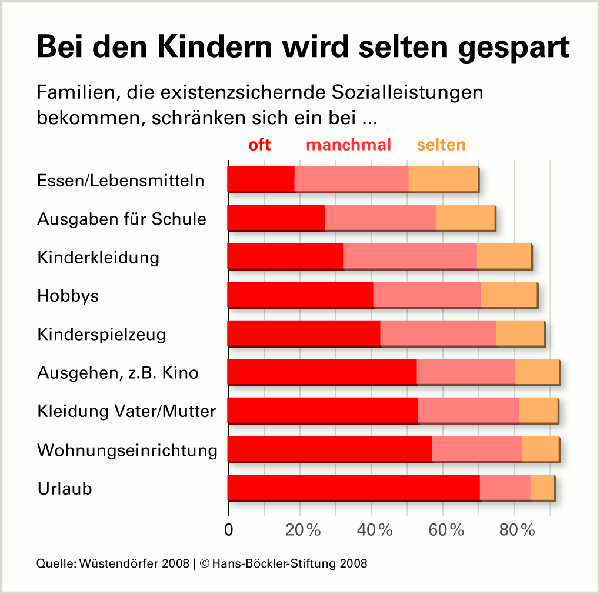 Bei den Kindern wird selten gespart
Familien, die existenzsichernde Sozialleistungen
bekommen, schränken sich ein bei ...
oft manchmal selten
Essen/Lebensmitteln
Ausgaben für Schule
Kinderkleidung
Hobbys
Kinderspielzeug
Ausgehen, z.B. Kino
Kleidung Vater/Mutter
Wohnungseinrichtung
Urlaub
0 20% 40% 60% 80%
Quelle: Wüstendörfer 2008 | © Hans-Böckler-Stiftung 2008